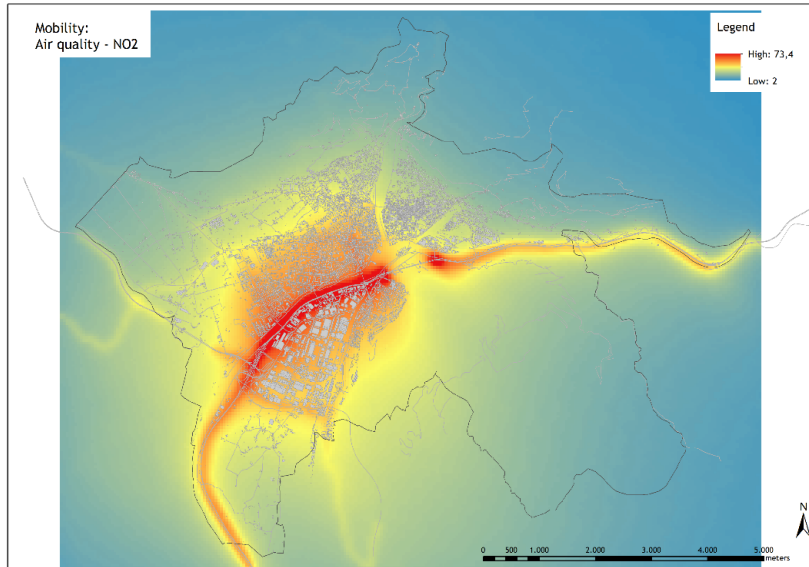 Mobility:
Air quality - NO2
Legend
High: 73,4
Low: 2
N
0 500 1.000 2.000 3.000 4.000 5.000
meters